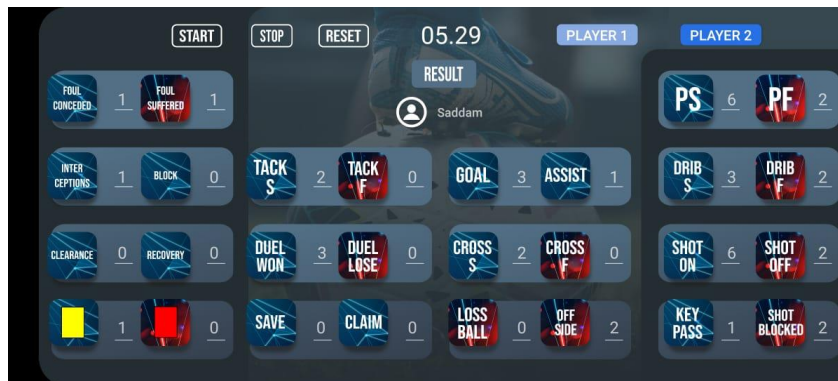 START STOP RESET 05.29 PLAYER 1 PLAYER 2
RESULT
Saddam
FOUL CONCEDED 1 FOUL SUFFERED 1
PS 6 PF 2
INTER CEPTIONS 1 BLOCK 0
TACK S 2 TACK F 0
GOAL 3 ASSIST 1
DRIB S 3 DRIB F 2
CLEARANCE 0 RECOVERY 0
DUEL WON 3 DUEL LOSE 0
CROSS S 2 CROSS F 0
SHOT ON 6 SHOT OFF 2
1 0
SAVE 0 CLAIM 0
LOSS BALL 0 OFF SIDE 2
KEY PASS 1 SHOT BLOCKED 2